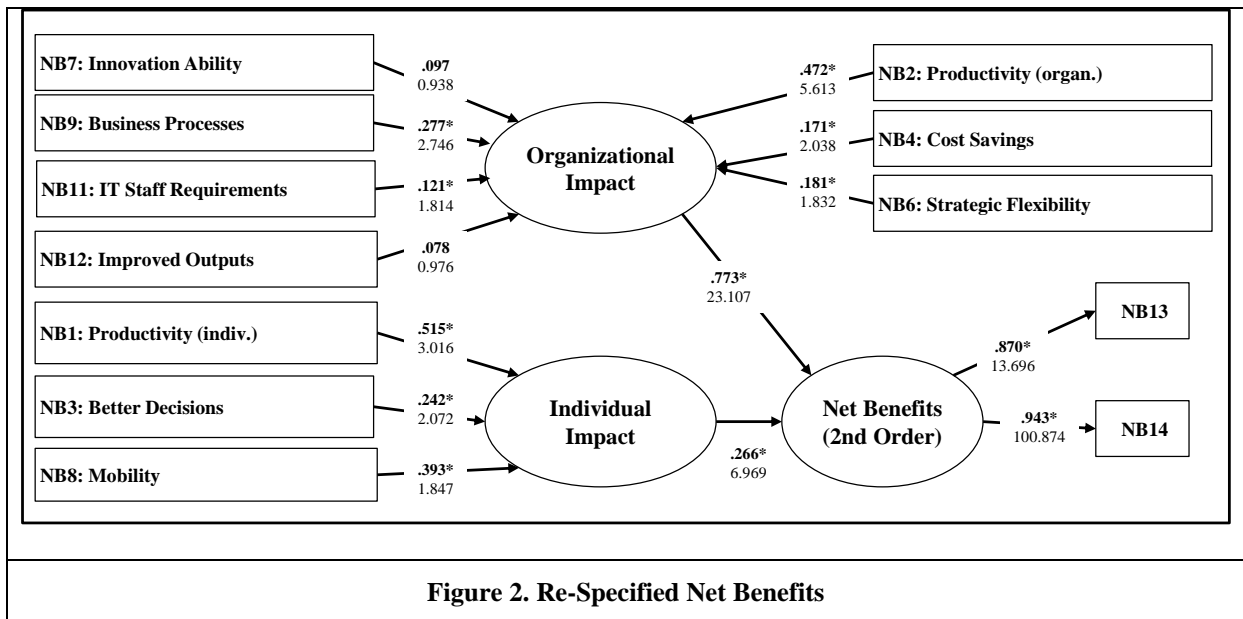 NB7: Innovation Ability
.097
0.938
NB9: Business Processes
.277*
2.746
NB11: IT Staff Requirements
.121*
1.814
NB12: Improved Outputs
.078
0.976
Organizational
Impact
.472*
5.613
NB2: Productivity (organ.)
.171*
2.038
NB4: Cost Savings
.181*
1.832
NB6: Strategic Flexibility
.773*
23.107
NB1: Productivity (indiv.)
.515*
3.016
NB3: Better Decisions
.242*
2.072
NB8: Mobility
.393*
1.847
Individual
Impact
.266*
6.969
Net Benefits
(2nd Order)
.870*
13.696
NB13
.943*
100.874
NB14
Figure 2. Re-Specified Net Benefits